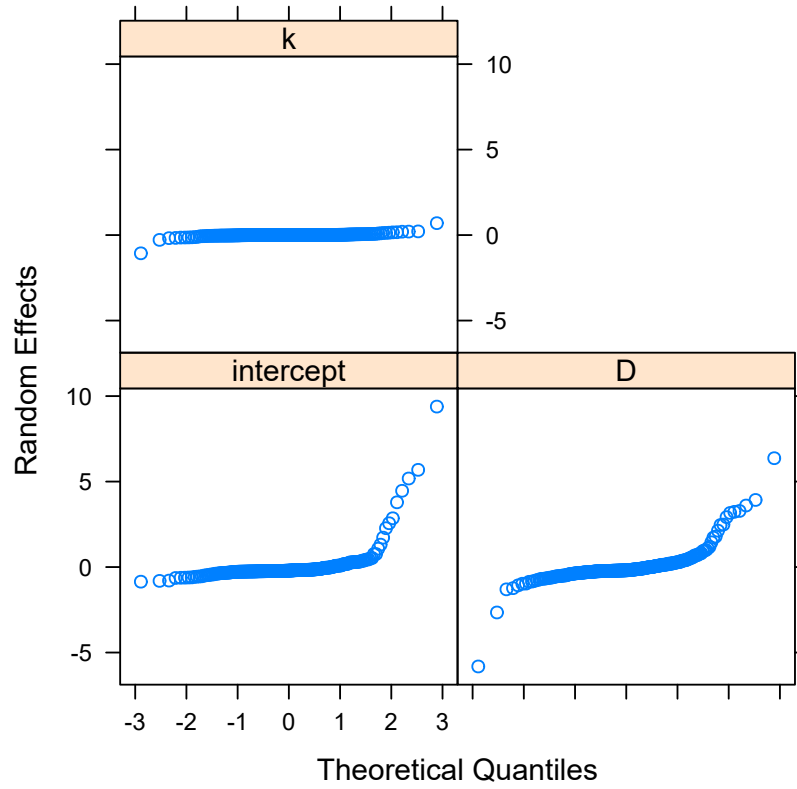 k
10
5
0
-5
Random Effects
intercept
D
10
5
0
-5
-3 -2 -1 0 1 2 3
Theoretical Quantiles